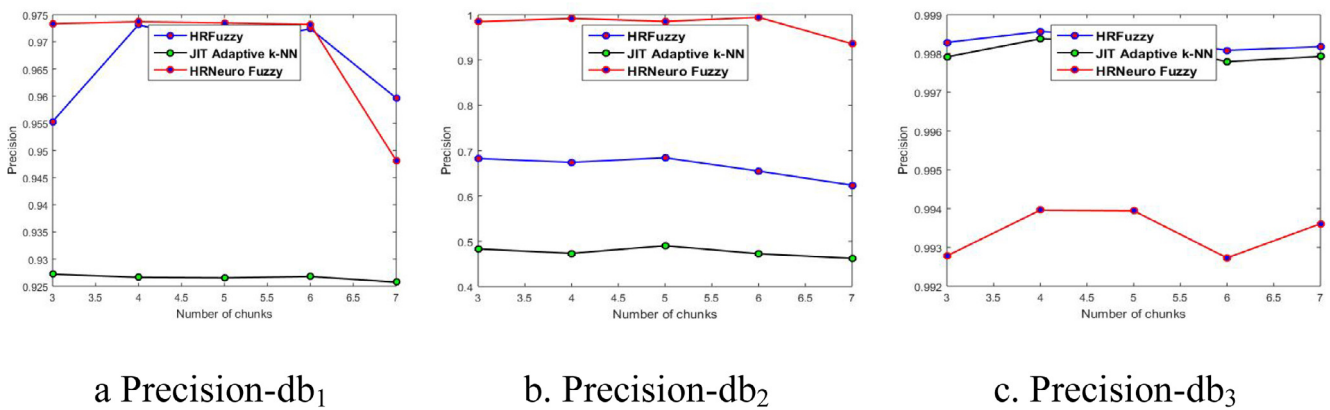 0.975
0.97
0.965
0.96
0.955
0.95
0.945
0.94
0.935
0.93
0.925
Precision
HRFuzzy
JIT Adaptive k-NN
HRNeuro Fuzzy
3 3.5 4 4.5 5 5.5 6 6.5 7
Number of chunks
a Precision-db₁
1
0.9
0.8
0.7
0.6
0.5
0.4
Precision
HRFuzzy
JIT Adaptive k-NN
HRNeuro Fuzzy
3 3.5 4 4.5 5 5.5 6 6.5 7
Number of chunks
b. Precision-db₂
0.999
0.998
0.997
0.996
0.995
0.994
0.993
0.992
Precision
HRFuzzy
JIT Adaptive k-NN
HRNeuro Fuzzy
3 3.5 4 4.5 5 5.5 6 6.5 7
Number of chunks
c. Precision-db₃